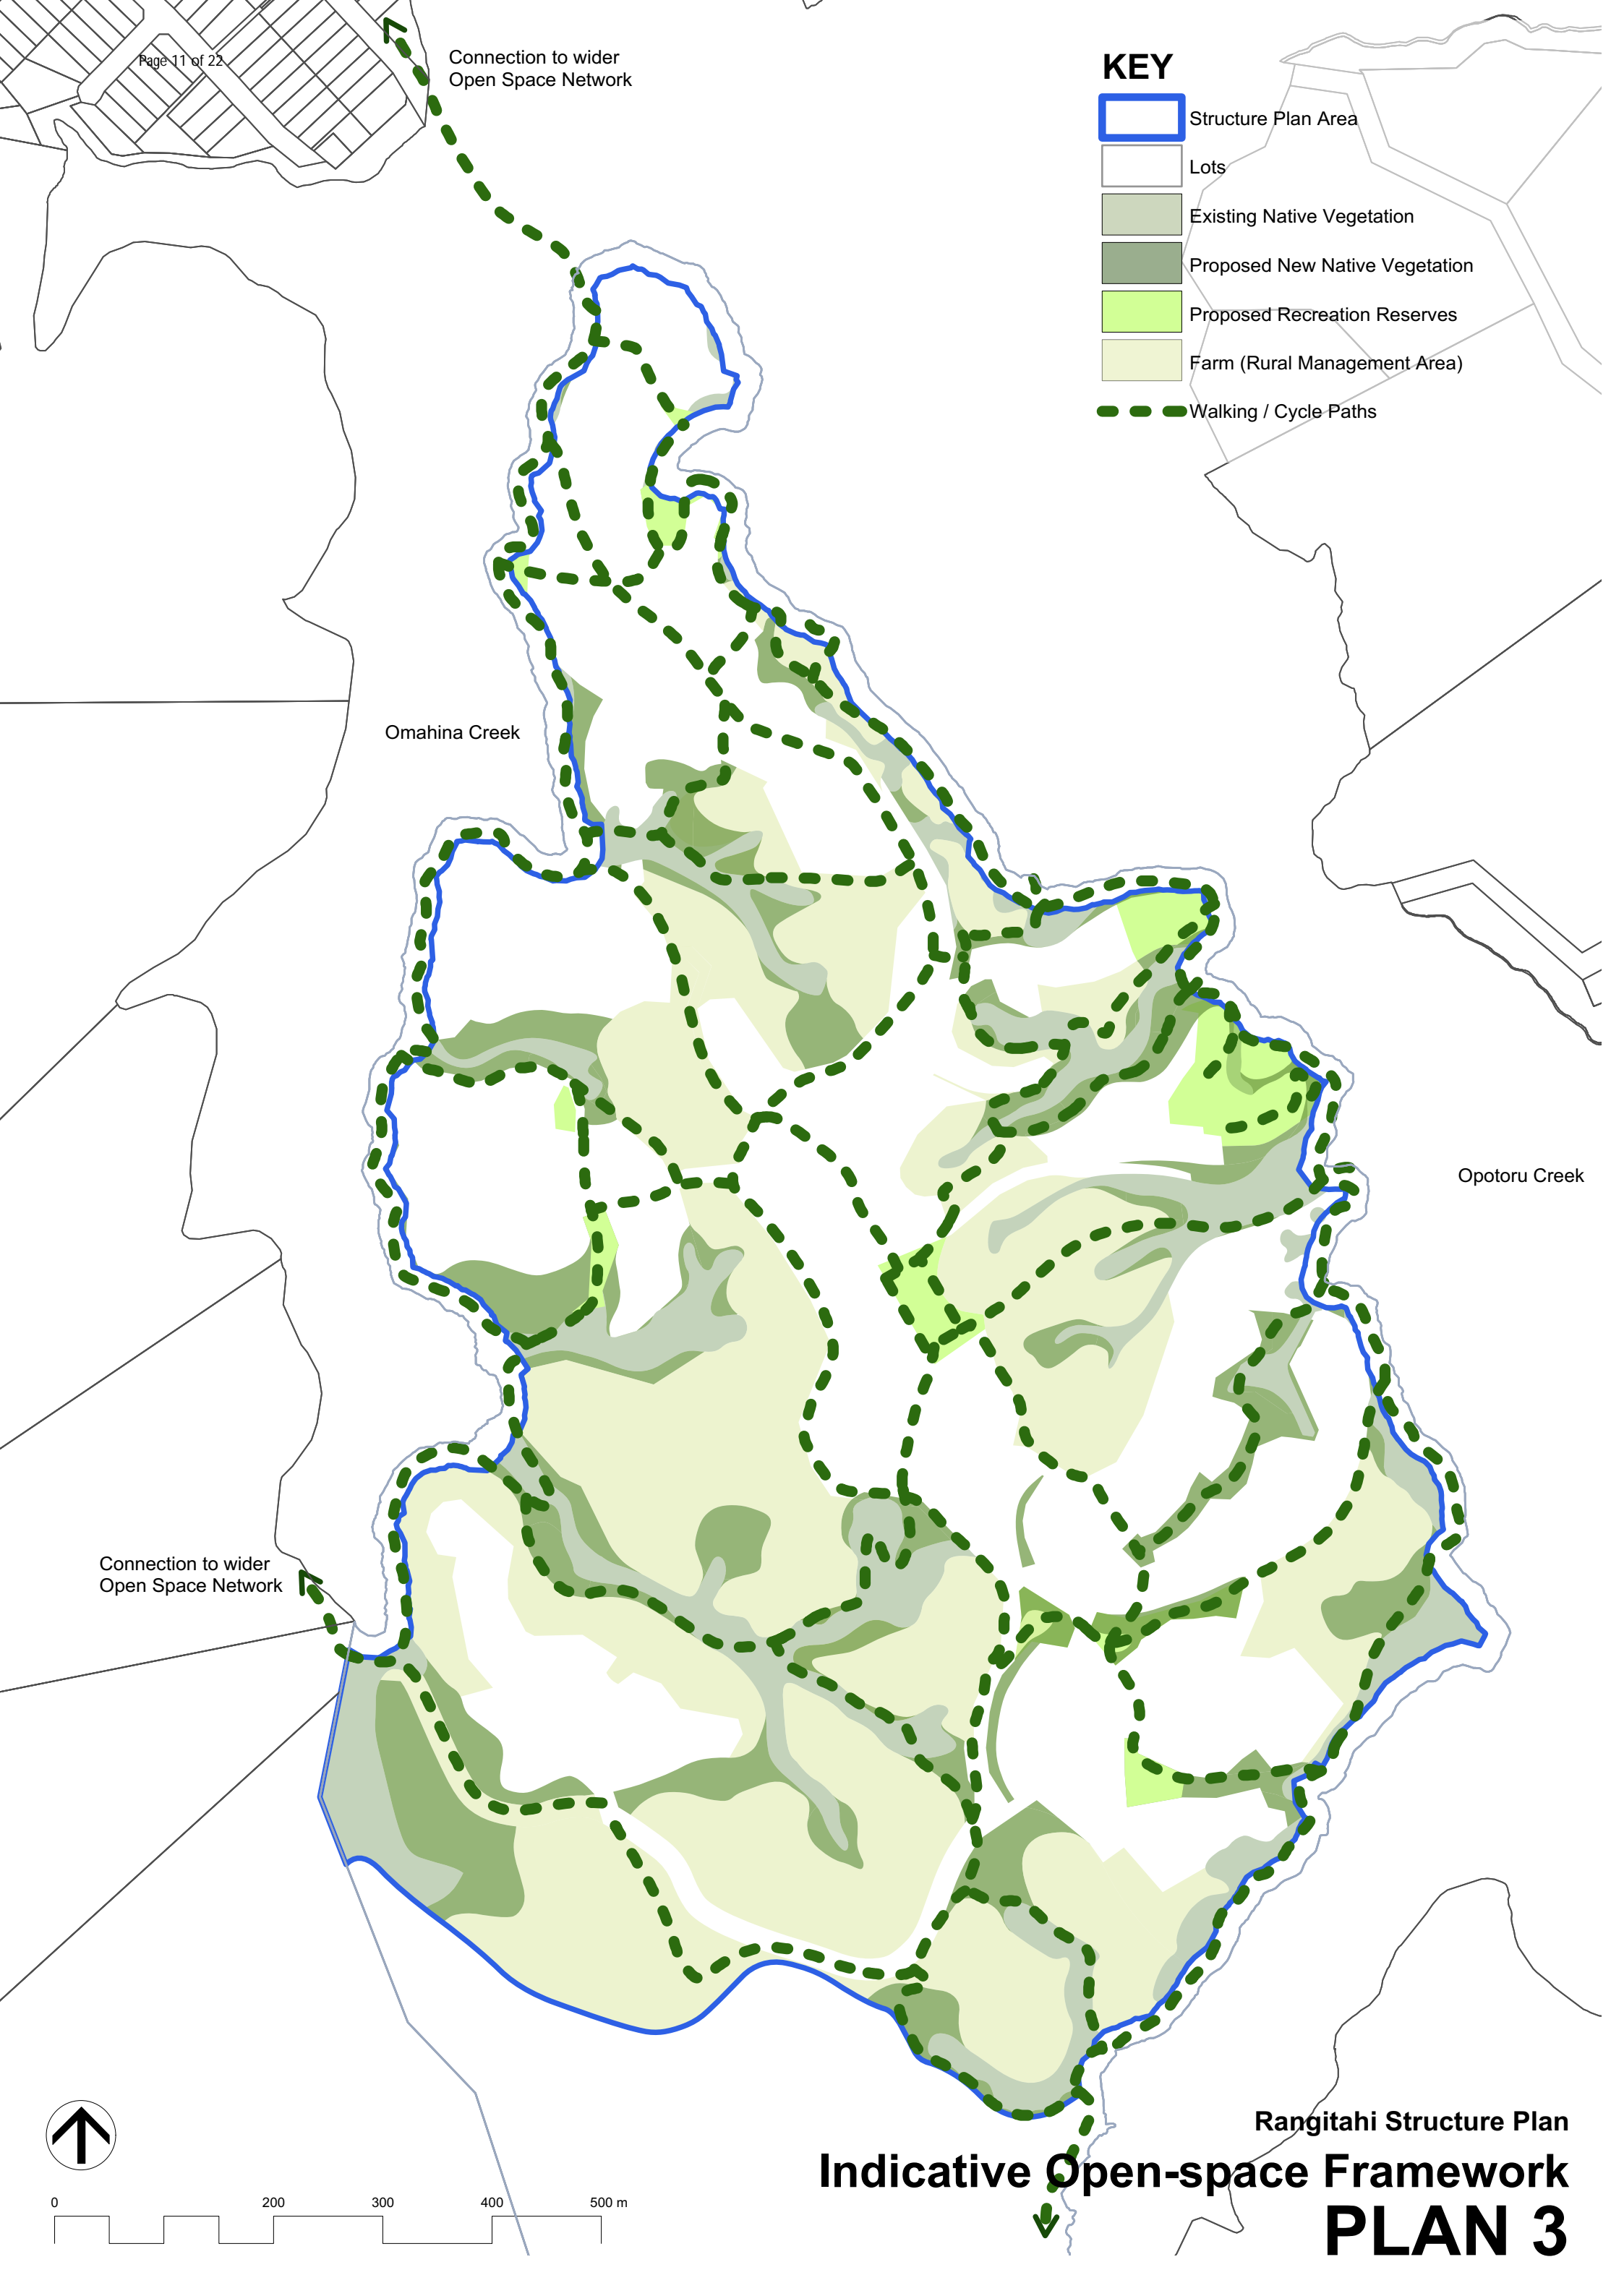 Page 11 of 22
Connection to wider
Open Space Network
KEY
Structure Plan Area
Lots
Existing Native Vegetation
Proposed New Native Vegetation
Proposed Recreation Reserves
Farm (Rural Management Area)
Walking / Cycle Paths
Omahina Creek
Opotoru Creek
Connection to wider
Open Space Network
Rangitahi Structure Plan
Indicative Open-space Framework
PLAN 3
0 200 300 400 500 m